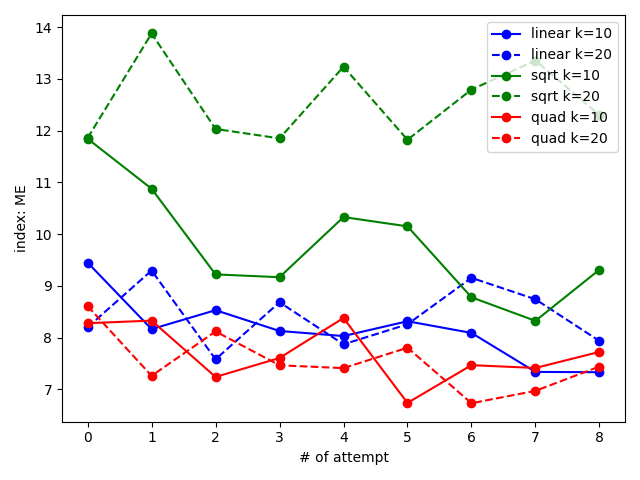 14
13
12
11
10
9
8
7
index: ME
0 1 2 3 4 5 6 7 8
# of attempt
linear k=10
linear k=20
sqrt k=10
sqrt k=20
quad k=10
quad k=20